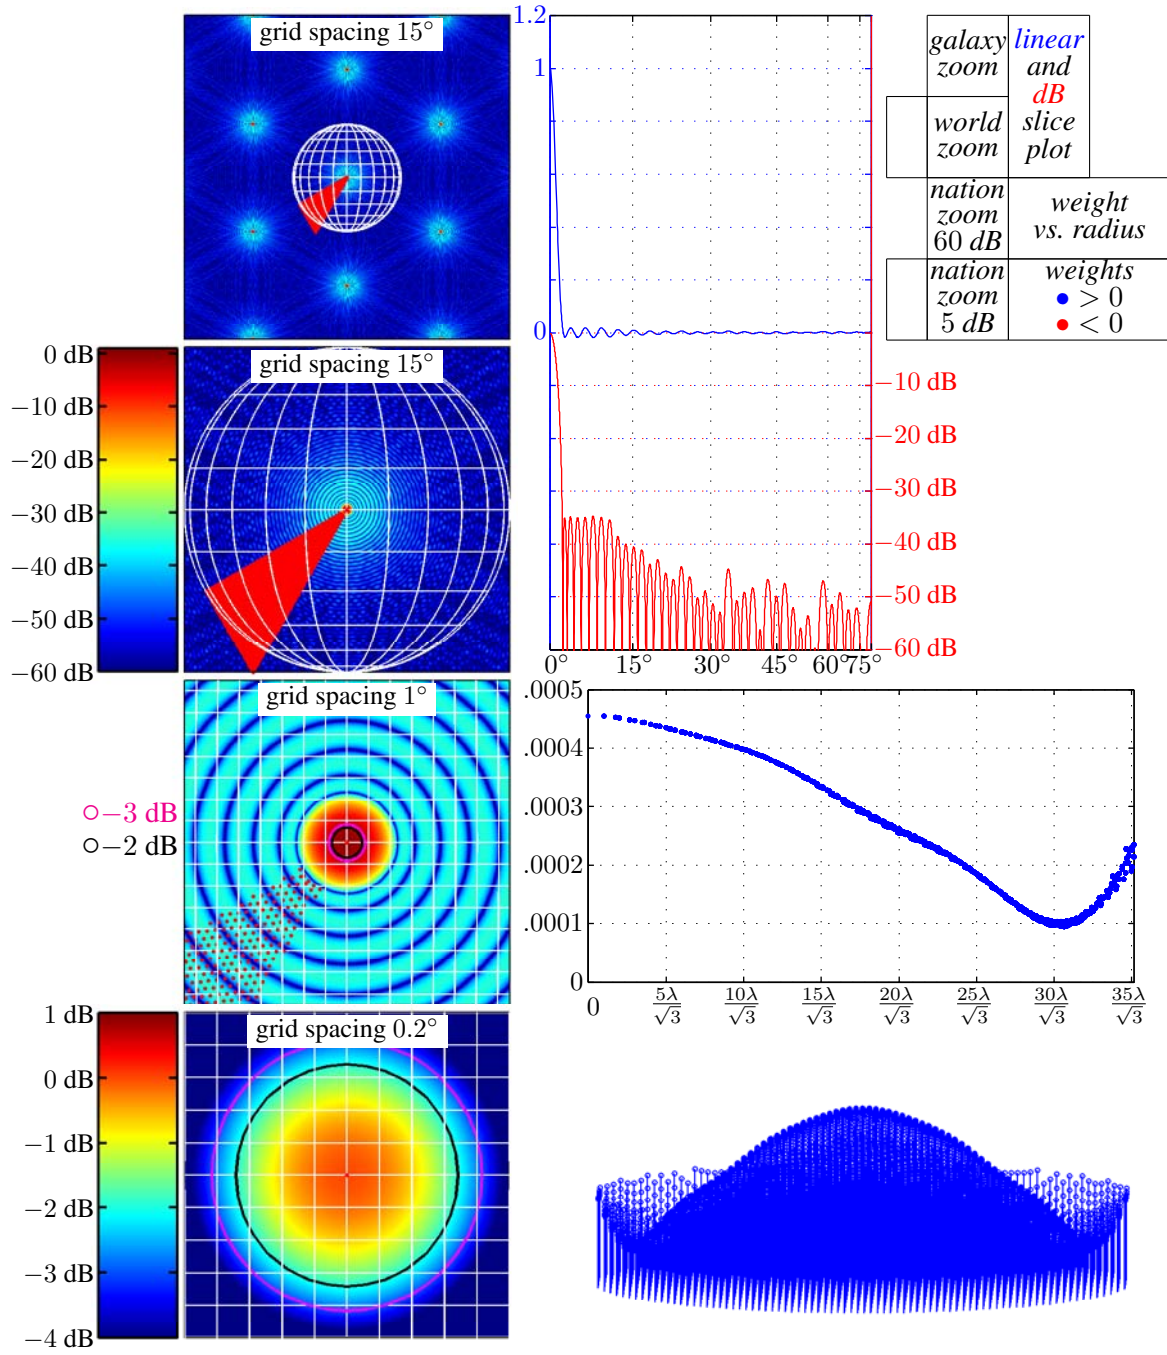 grid spacing 15°
1.2
1
0
galaxy zoom
linear and dB slice plot
world zoom
nation zoom 60 dB
weight vs. radius
nation zoom 5 dB
weights
> 0
< 0
grid spacing 15°
0 dB
−10 dB
−20 dB
−30 dB
−40 dB
−50 dB
−60 dB
−10 dB
−20 dB
−30 dB
−40 dB
−50 dB
−60 dB
0° 15° 30° 45° 60° 75°
grid spacing 1°
−3 dB
−2 dB
.0005
.0004
.0003
.0002
.0001
0
0 5λ/√3 10λ/√3 15λ/√3 20λ/√3 25λ/√3 30λ/√3 35λ/√3
grid spacing 0.2°
1 dB
0 dB
−1 dB
−2 dB
−3 dB
−4 dB